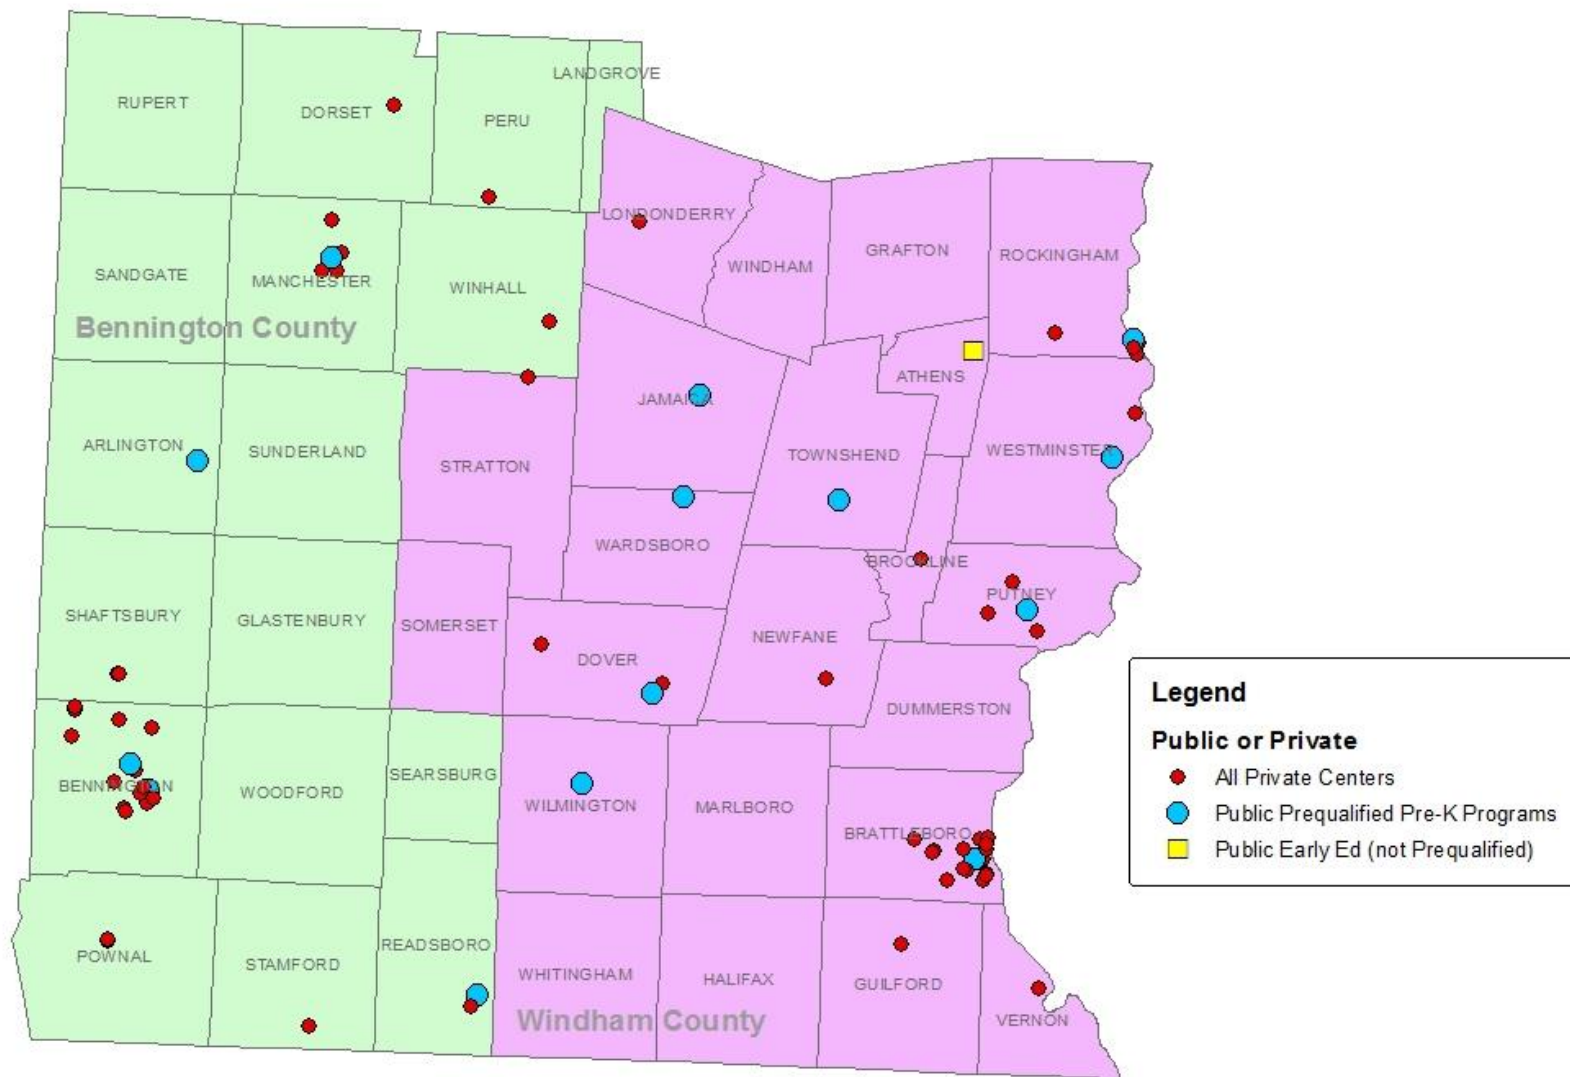 LANDGROVE
RUPERT
DORSET
PERU
LONDONDERRY
GRAFTON
ROCKINGHAM
WINDHAM
SANDGATE
MANCHESTER
WINHALL
Bennington County
ATHENS
JAMAICA
ARLINGTON
SUNDERLAND
STRATTON
TOWNSHEND
WESTMINSTER
WARDSBORO
BROOKLINE
PUTNEY
SHAFTSBURY
GLASTENBURY
SOMERSET
NEWFANE
DOVER
DUMMERSTON
BENNINGTON
WOODFORD
SEARSBURG
WILMINGTON
MARLBORO
BRATTLEBORO
POWNAL
STAMFORD
READSBORO
WHITINGHAM
HALIFAX
GUILFORD
Windham County
VERNON
Legend
Public or Private
All Private Centers
Public Prequalified Pre-K Programs
Public Early Ed (not Prequalified)